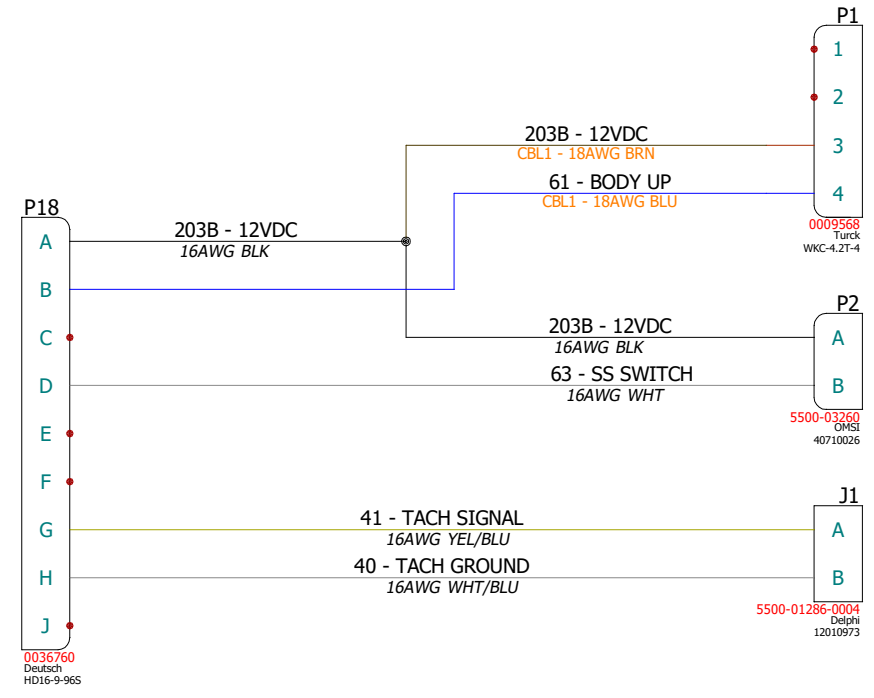 P1
1
2
3
4
0009568
Turck
WKC-4.2T-4
203B - 12VDC
CBL1 - 18AWG BRN
61 - BODY UP
CBL1 - 18AWG BLU
P18
A
B
C
D
E
F
G
H
J
0036760
Deutsch
HD16-9-96S
203B - 12VDC
16AWG BLK
P2
A
B
5500-03260
OMSI
40710026
203B - 12VDC
16AWG BLK
63 - SS SWITCH
16AWG WHT
J1
A
B
5500-01286-0004
Delphi
12010973
41 - TACH SIGNAL
16AWG YEL/BLU
40 - TACH GROUND
16AWG WHT/BLU